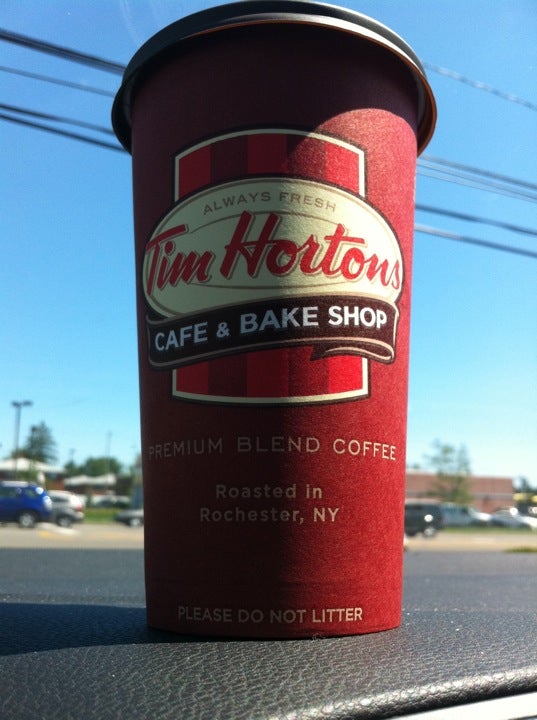 ALWAYS FRESH
Tim Hortons
CAFE & BAKE SHOP
PREMIUM BLEND COFFEE
Roasted in
Rochester, NY
PLEASE DO NOT LITTER